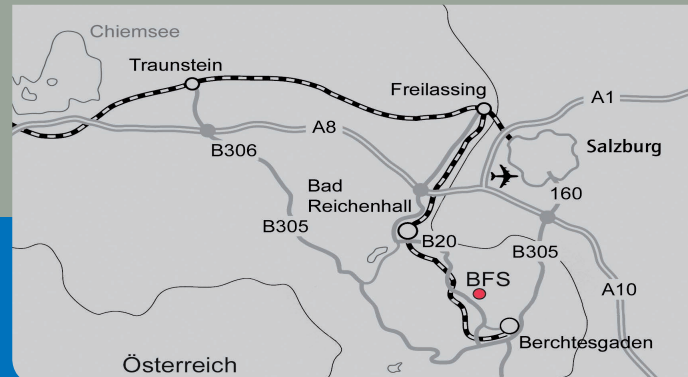 Chiemsee
Traunstein
Freilassing
A1
A8
Salzburg
B306
160
Bad
Reichenhall
B305
B20
B305
BFS
A10
Berchtesgaden
Österreich